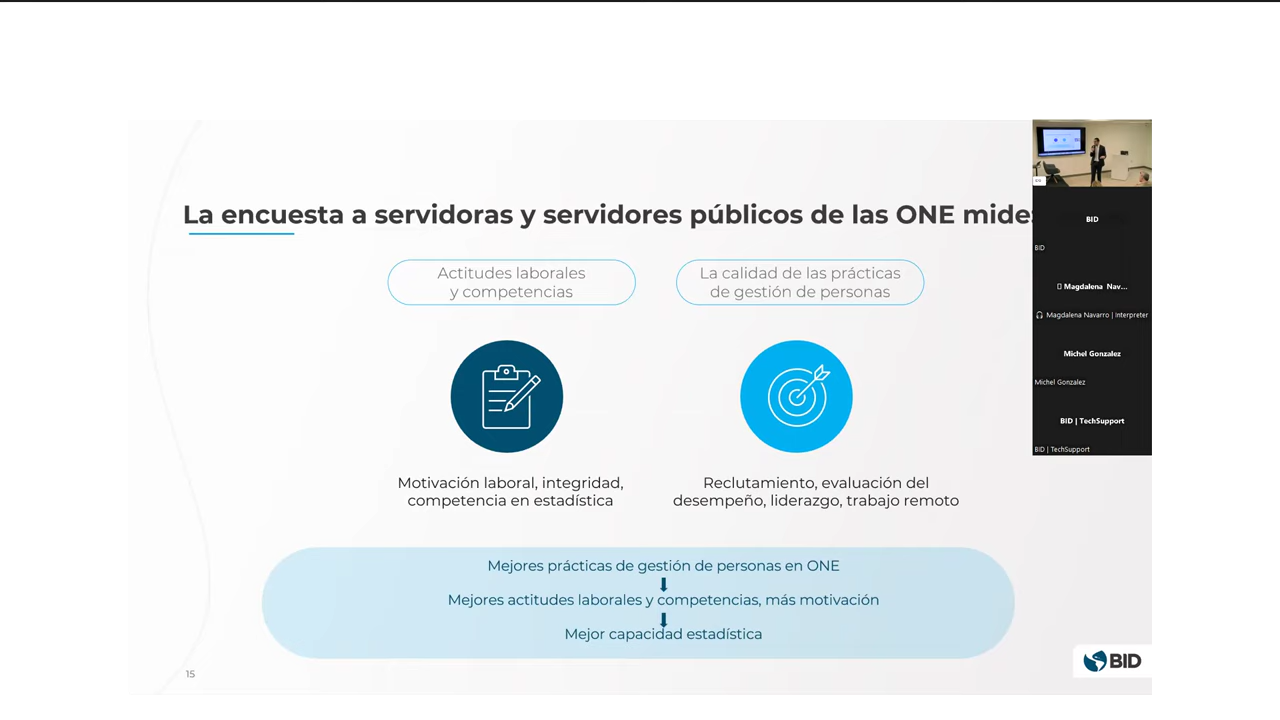 La encuesta a servidoras y servidores públicos de las ONE mide:
Actitudes laborales
y competencias
La calidad de las prácticas
de gestión de personas
Motivación laboral, integridad,
competencia en estadística
Reclutamiento, evaluación del
desempeño, liderazgo, trabajo remoto
Mejores prácticas de gestión de personas en ONE
Mejores actitudes laborales y competencias, más motivación
Mejor capacidad estadística
15
BID
BID
BID
Magdalena Nav...
Magdalena Navarro | Interpreter
Michel Gonzalez
Michel Gonzalez
BID | TechSupport
BID | TechSupport